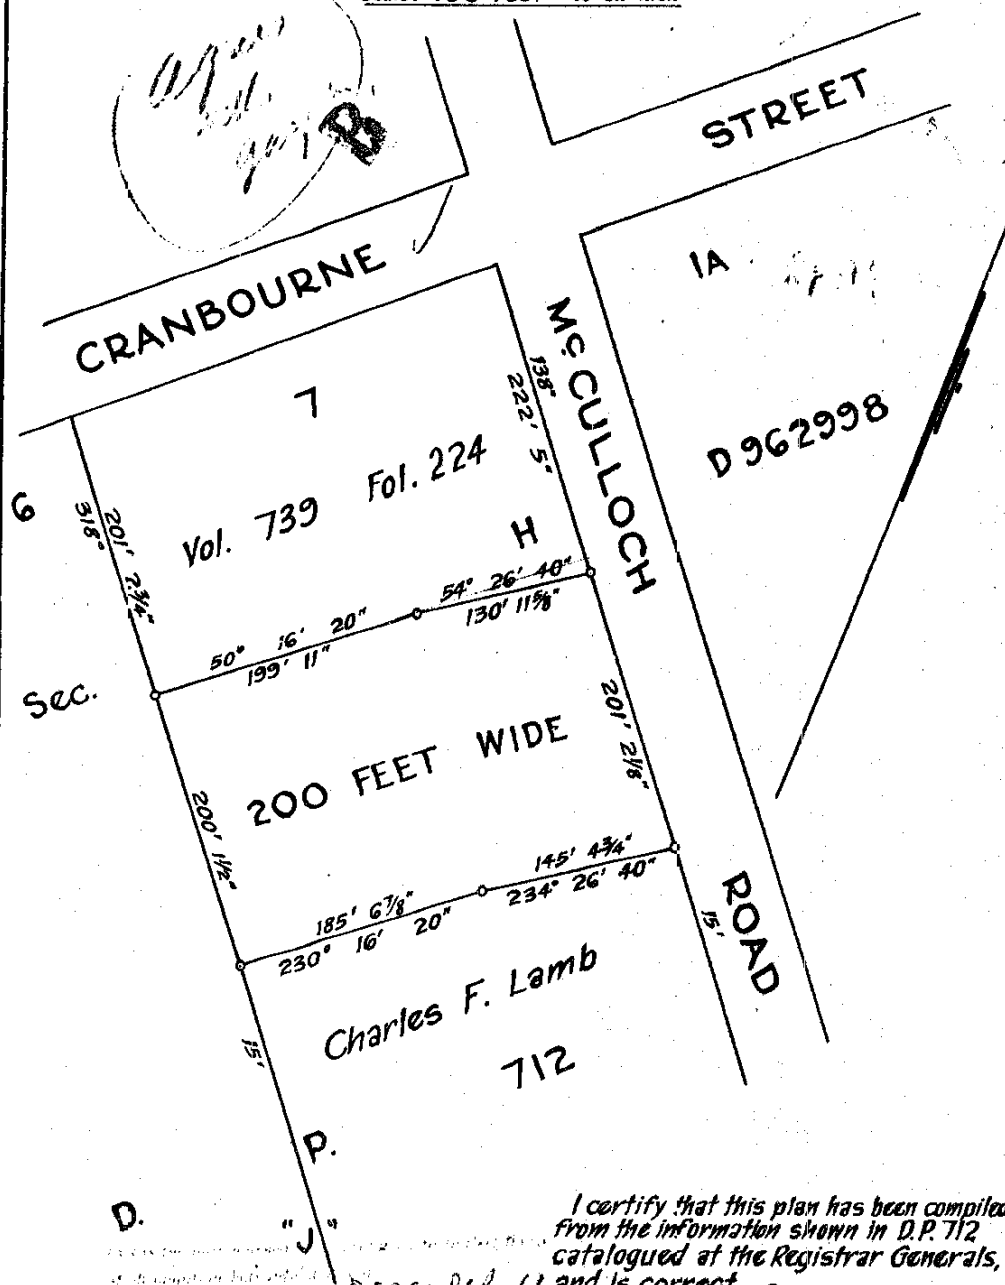 B
STREET
CRANBOURNE
1A
7
McCULLOCH
138°
222' 5"
D962998
Vol. 739 Fol. 224
6
318°
201' 2¾"
H
54° 26' 40"
130' 11⅝"
50° 16' 20"
199' 11"
Sec.
201' 2⅛"
200 FEET WIDE
200' 1½"
145' 4¾"
234° 26' 40"
185' 6⅞"
230° 16' 20"
ROAD
15'
Charles F. Lamb
15'
712
P.
D.
"J"
I certify that this plan has been compiled
from the information shown in D.P. 712
catalogued at the Registrar Generals,
and is correct